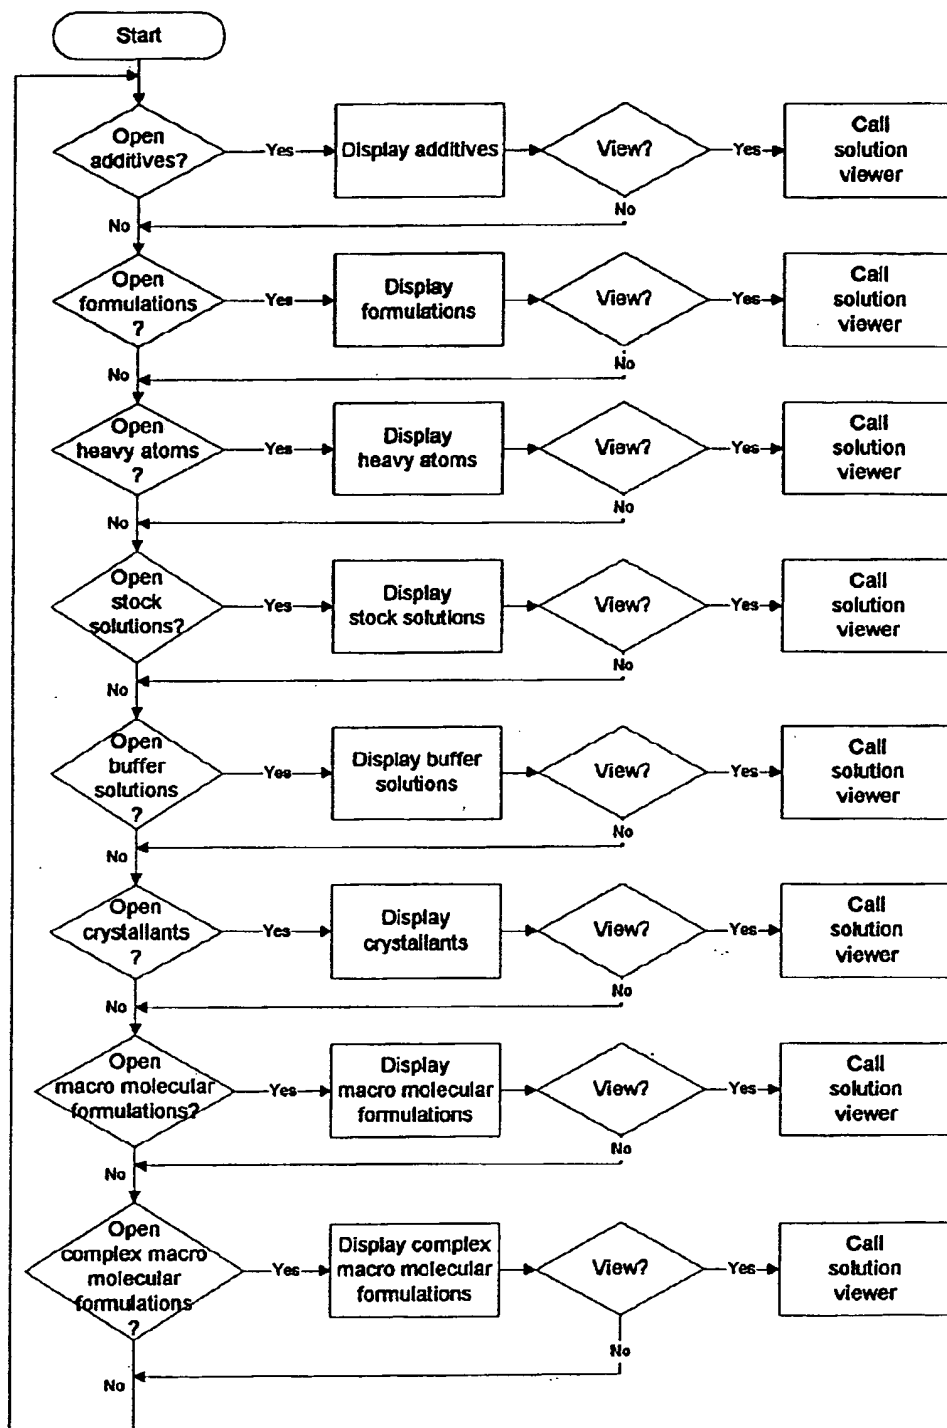 Start
Open
additives?
Yes
Display additives
View?
Yes
Call
solution
viewer
No
No
Open
formulations
?
Yes
Display
formulations
View?
Yes
Call
solution
viewer
No
No
Open
heavy atoms
?
Yes
Display
heavy atoms
View?
Yes
Call
solution
viewer
No
No
Open
stock
solutions?
Yes
Display
stock solutions
View?
Yes
Call
solution
viewer
No
No
Open
buffer
solutions
?
Yes
Display buffer
solutions
View?
Yes
Call
solution
viewer
No
No
Open
crystallants
?
Yes
Display
crystallants
View?
Yes
Call
solution
viewer
No
No
Open
macro molecular
formulations?
Yes
Display
macro molecular
formulations
View?
Yes
Call
solution
viewer
No
No
Open
complex macro
molecular
formulations
?
Yes
Display complex
macro molecular
formulations
View?
Yes
Call
solution
viewer
No
No